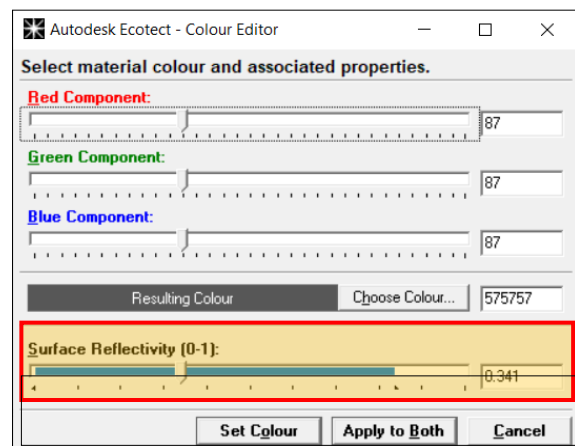 Autodesk Ecotect - Colour Editor
Select material colour and associated properties.
Red Component:
87
Green Component:
87
Blue Component:
87
Resulting Colour Choose Colour... 575757
Surface Reflectivity (0-1):
0.341
Set Colour Apply to Both Cancel